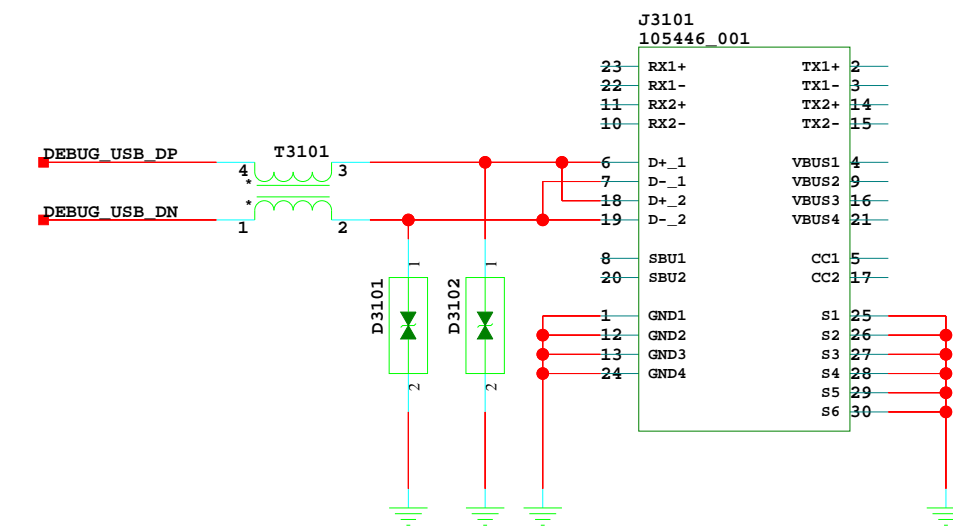 J3101
105446_001
23 RX1+ TX1+ 2
22 RX1- TX1- 3
11 RX2+ TX2+ 14
10 RX2- TX2- 15
DEBUG_USB_DP T3101
4 3 6 D+_1 VBUS1 4
* 7 D-_1 VBUS2 9
* 18 D+_2 VBUS3 16
DEBUG_USB_DN 19 D-_2 VBUS4 21
1 2
8 SBU1 CC1 5
1 1 20 SBU2 CC2 17
D3101 D3102
1 GND1 S1 25
12 GND2 S2 26
13 GND3 S3 27
24 GND4 S4 28
2 2 S5 29
S6 30